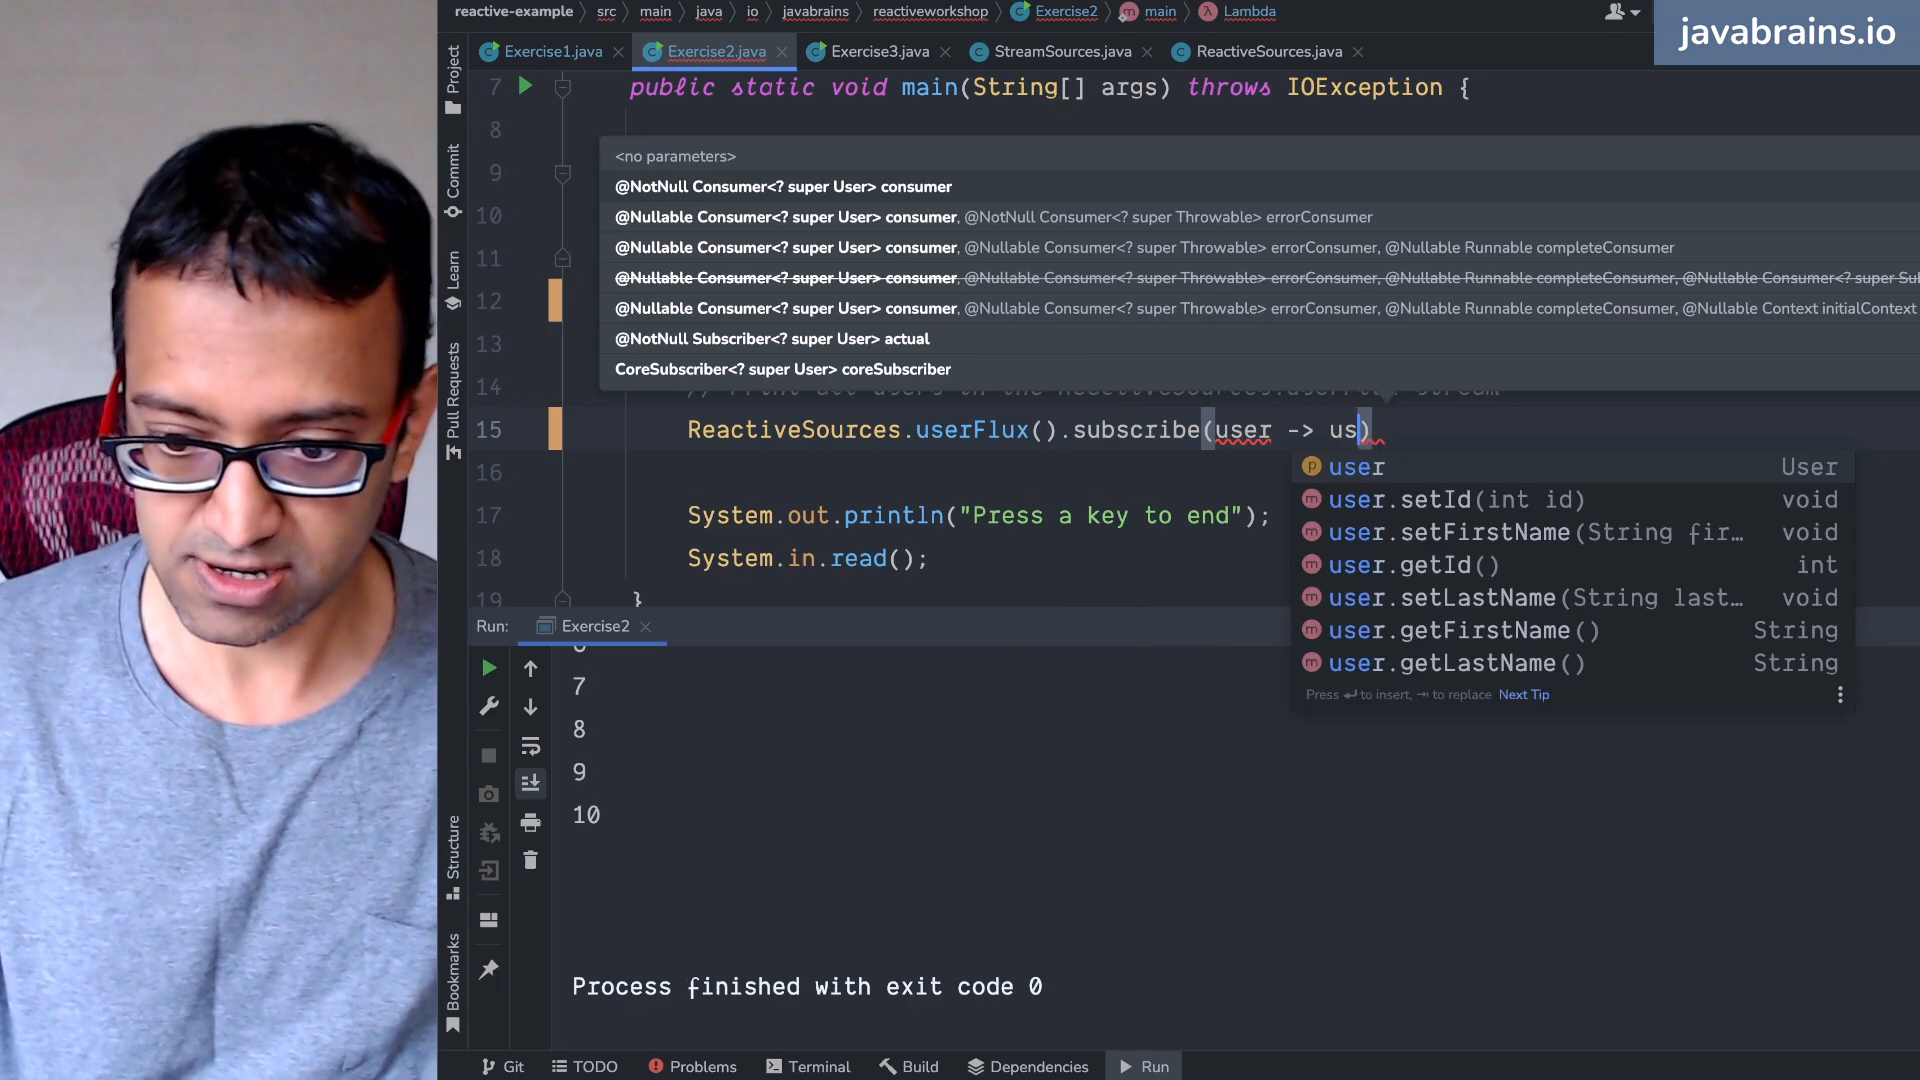 reactive-example > src > main > java > io > javabrains > reactiveworkshop > Exercise2 > main > Lambda
javabrains.io
Exercise1.java Exercise2.java Exercise3.java StreamSources.java ReactiveSources.java
Project
Commit
Learn
Pull Requests
Structure
Bookmarks
7 public static void main(String[] args) throws IOException {
8
9
10
11
12
13
14
<no parameters>
@NotNull Consumer<? super User> consumer
@Nullable Consumer<? super User> consumer, @NotNull Consumer<? super Throwable> errorConsumer
@Nullable Consumer<? super User> consumer, @Nullable Consumer<? super Throwable> errorConsumer, @Nullable Runnable completeConsumer
@Nullable Consumer<? super User> consumer, @Nullable Consumer<? super Throwable> errorConsumer, @Nullable Runnable completeConsumer, @Nullable Consumer<? super Sul
@Nullable Consumer<? super User> consumer, @Nullable Consumer<? super Throwable> errorConsumer, @Nullable Runnable completeConsumer, @Nullable Context initialContext
@NotNull Subscriber<? super User> actual
CoreSubscriber<? super User> coreSubscriber
15 ReactiveSources.userFlux().subscribe(user -> us)
16
17 System.out.println("Press a key to end");
18 System.in.read();
19 }
user User
user.setId(int id) void
user.setFirstName(String fir… void
user.getId() int
user.setLastName(String last… void
user.getFirstName() String
user.getLastName() String
Press ↵ to insert, ⇥ to replace Next Tip
Run: Exercise2
7
8
9
10
Process finished with exit code 0
Git TODO Problems Terminal Build Dependencies Run